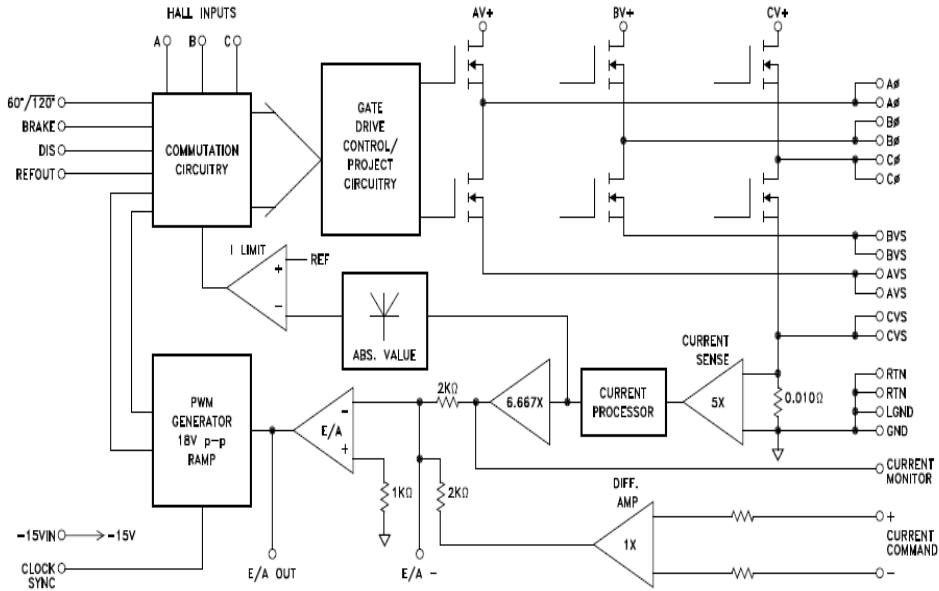 HALL INPUTS
A B C
AV+
BV+
CV+
60°/120°
BRAKE
DIS
REFOUT
COMMUTATION
CIRCUITRY
GATE
DRIVE
CONTROL/
PROJECT
CIRCUITRY
AØ
AØ
BØ
BØ
CØ
CØ
BVS
BVS
AVS
AVS
CVS
CVS
I LIMIT
+
REF
−
ABS. VALUE
CURRENT
SENSE
RTN
RTN
LGND
GND
PWM
GENERATOR
18V p-p
RAMP
E/A
−
+
2KΩ
6.667X
CURRENT
PROCESSOR
5X
0.010Ω
1KΩ
2KΩ
CURRENT
MONITOR
DIFF.
AMP
1X
+
CURRENT
COMMAND
−
-15VIN
-15V
CLOCK
SYNC
E/A OUT
E/A -